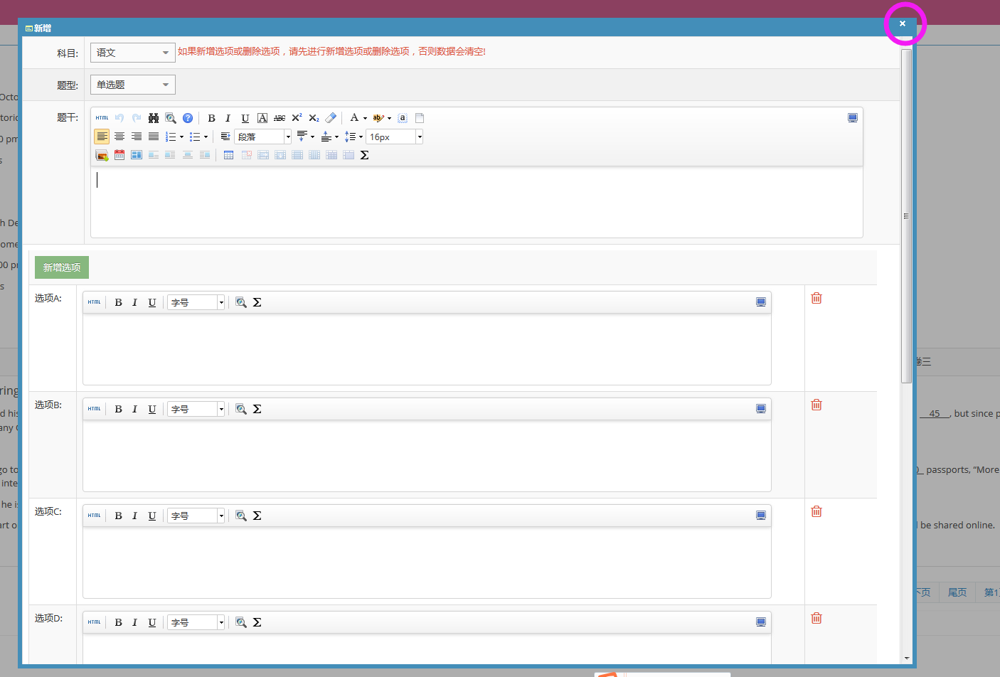 新增
科目: 语文 如果新增选项或删除选项，请先进行新增选项或删除选项，否则数据会清空!
题型: 单选题
题干: HTML B I U A ABC X² X₂ A ab a
段落 16px
Σ
新增选项
选项A: HTML B I U 字号 Σ
选项B: HTML B I U 字号 Σ
选项C: HTML B I U 字号 Σ
选项D: HTML B I U 字号 Σ
Octo
0 pm
s
h De
ome
s
卷三
ring
d his
__45__, but since p
any
go to
passports, “More
inte
he is
art o
be shared online.
下页 尾页 第1